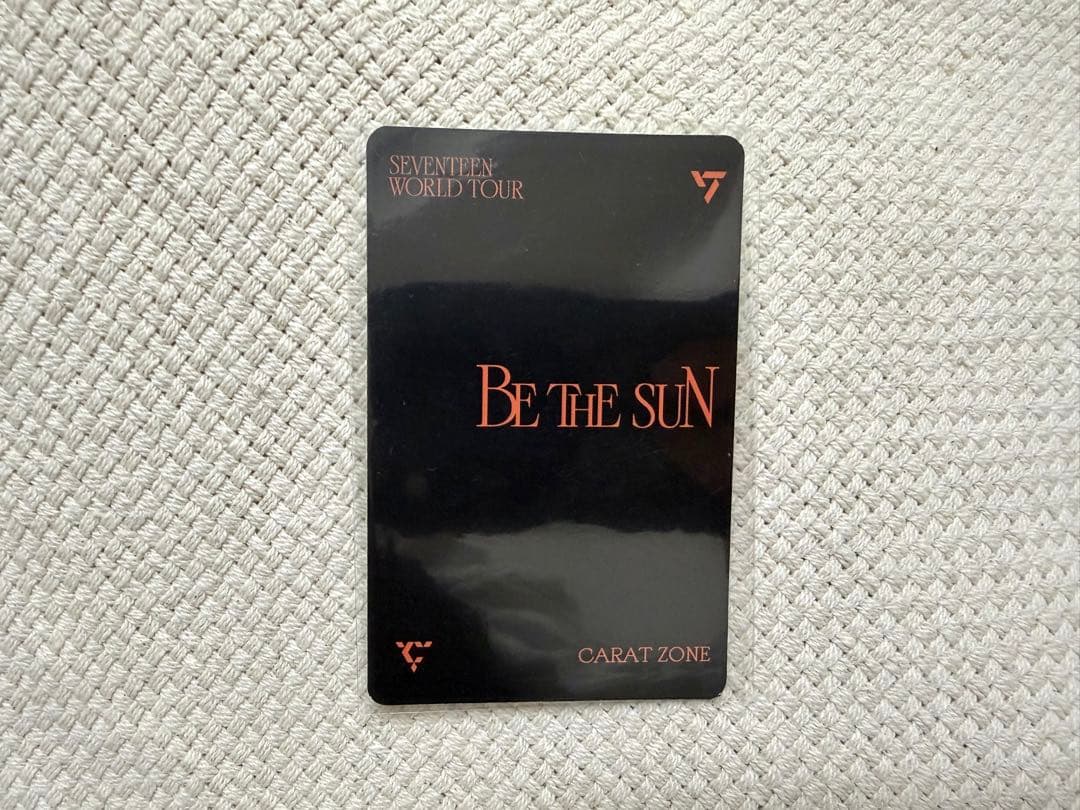 SEVENTEEN
WORLD TOUR
BE THE SUN
CARAT ZONE